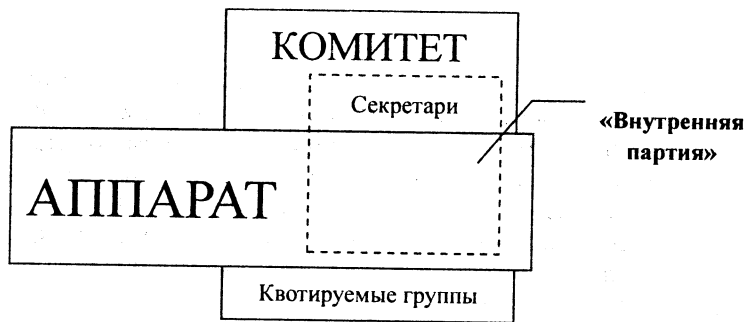 КОМИТЕТ
Секретари
«Внутренняя
партия»
АППАРАТ
Квотируемые группы